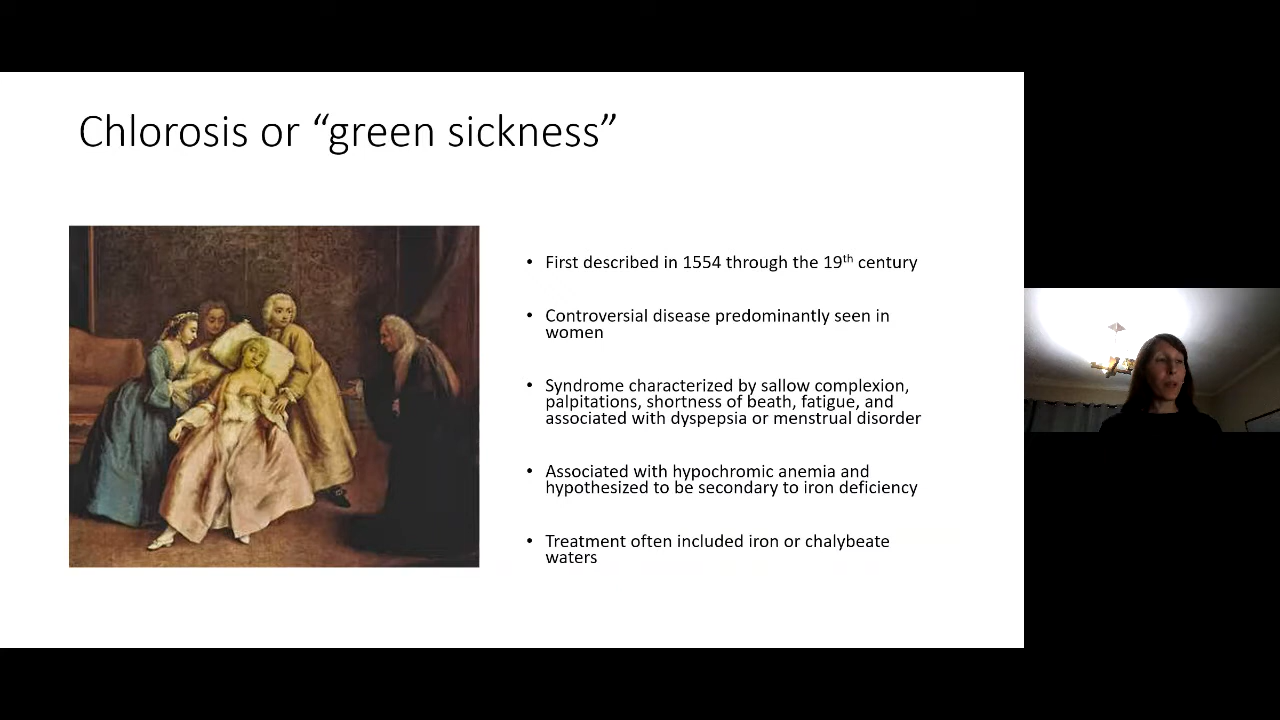 Chlorosis or “green sickness”
• First described in 1554 through the 19th century
• Controversial disease predominantly seen in
women
• Syndrome characterized by sallow complexion,
palpitations, shortness of beath, fatigue, and
associated with dyspepsia or menstrual disorder
• Associated with hypochromic anemia and
hypothesized to be secondary to iron deficiency
• Treatment often included iron or chalybeate
waters